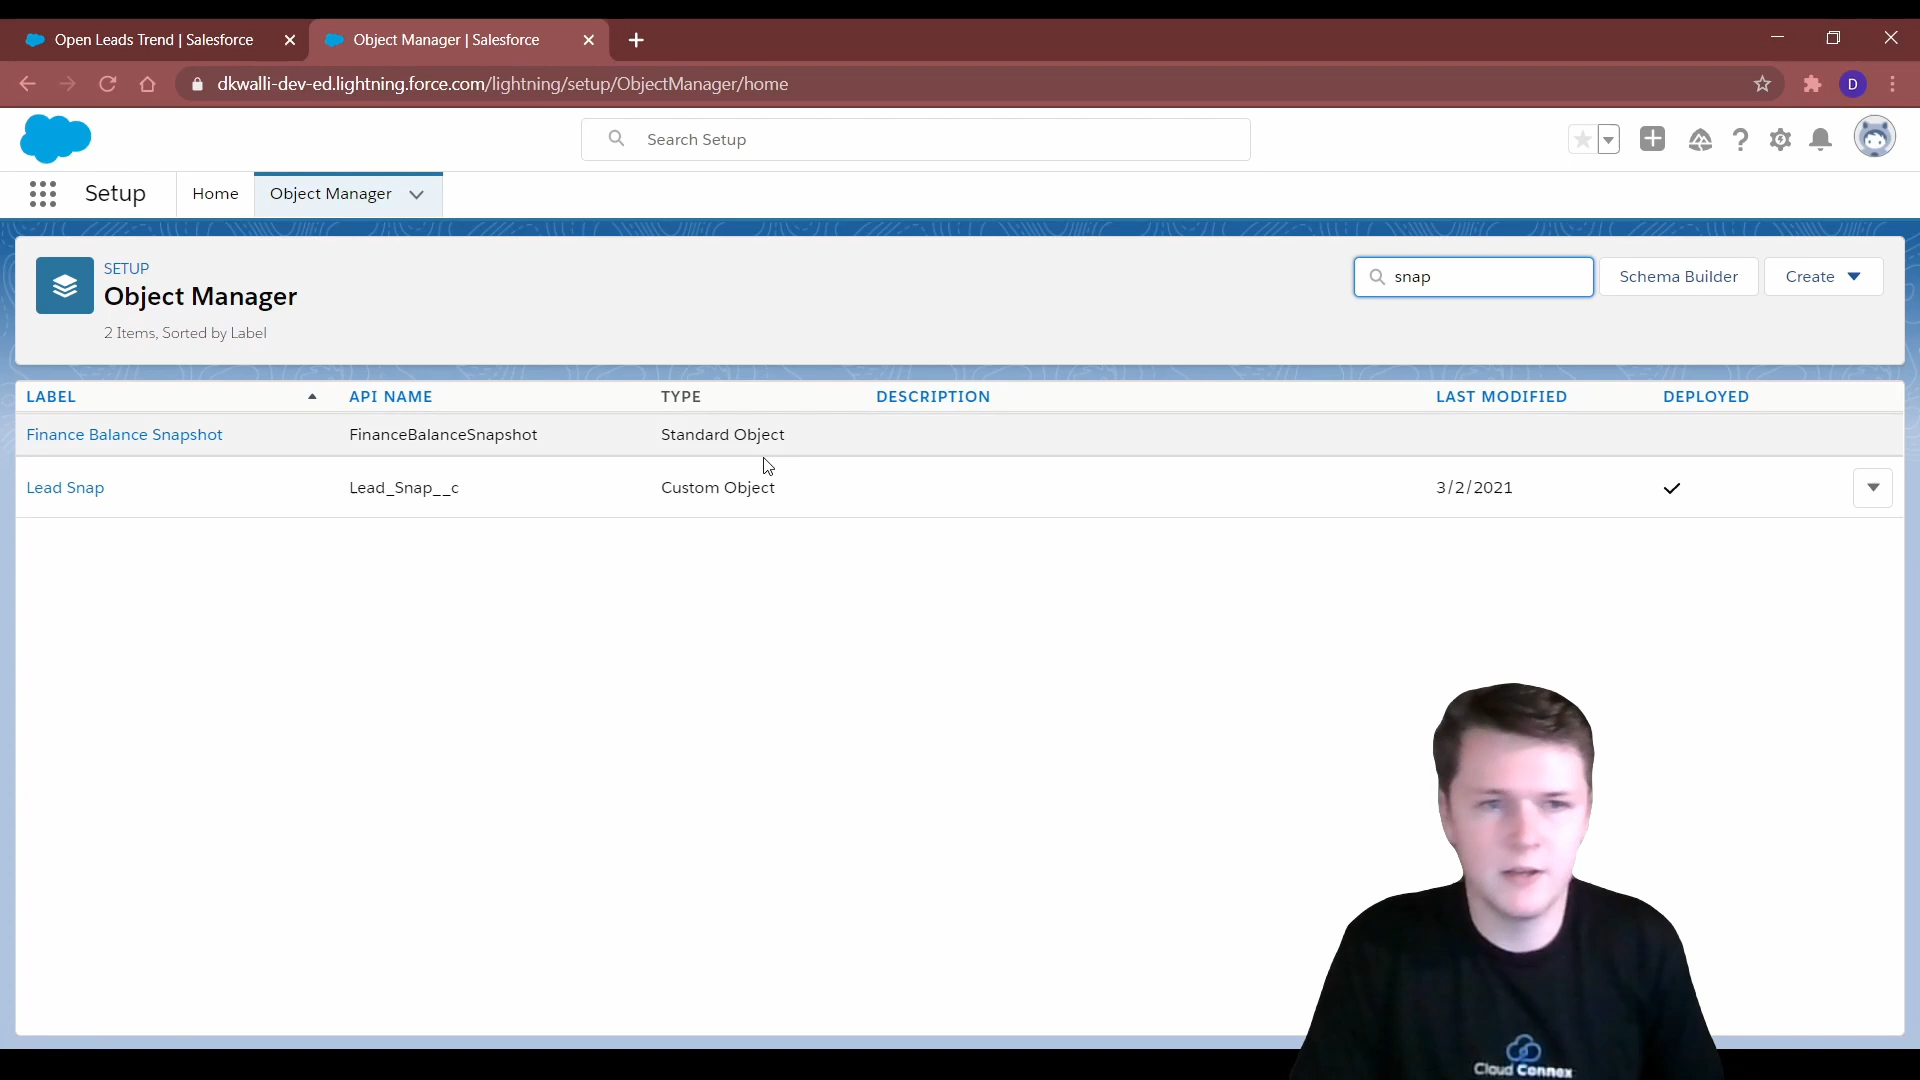 Open Leads Trend | Salesforce
Object Manager | Salesforce
dkwalli-dev-ed.lightning.force.com/lightning/setup/ObjectManager/home
D
Search Setup
Setup
Home
Object Manager
SETUP
Object Manager
2 Items, Sorted by Label
snap
Schema Builder
Create
LABEL API NAME TYPE DESCRIPTION LAST MODIFIED DEPLOYED
Finance Balance Snapshot FinanceBalanceSnapshot Standard Object
Lead Snap Lead_Snap__c Custom Object 3/2/2021
Cloud Connex